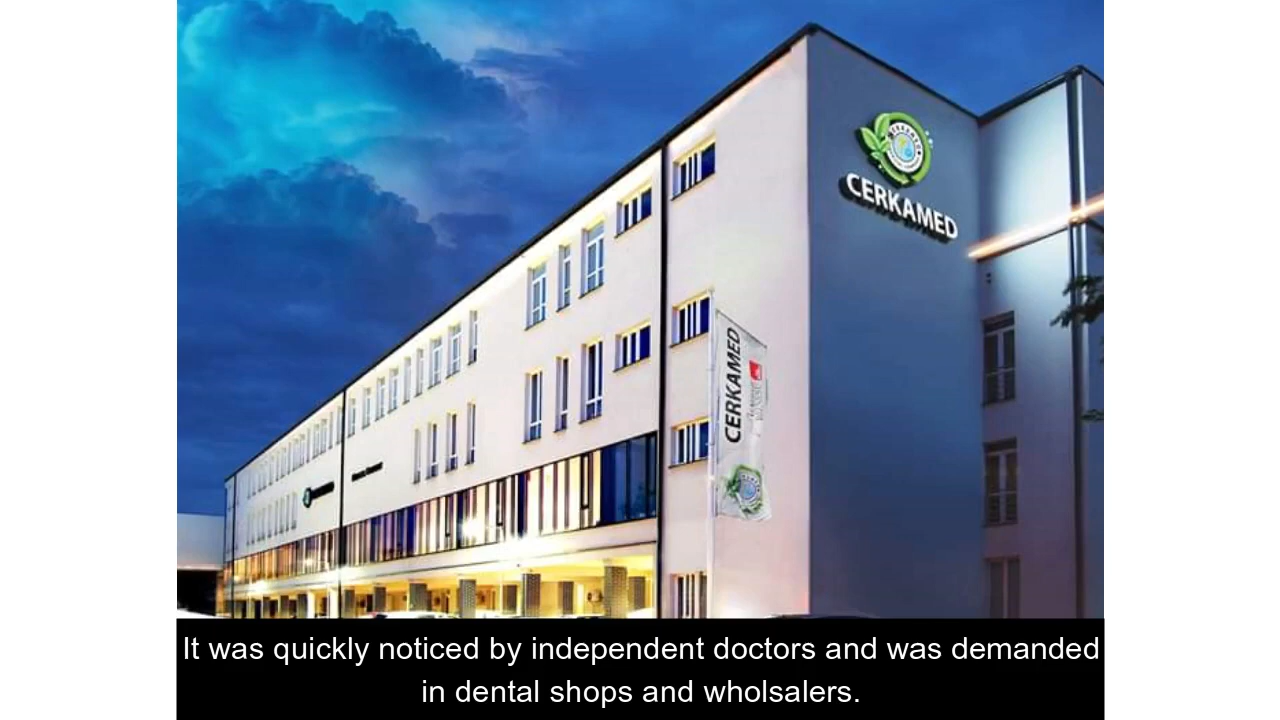 CERKAMED
CERKAMED
It was quickly noticed by independent doctors and was demanded
in dental shops and wholsalers.